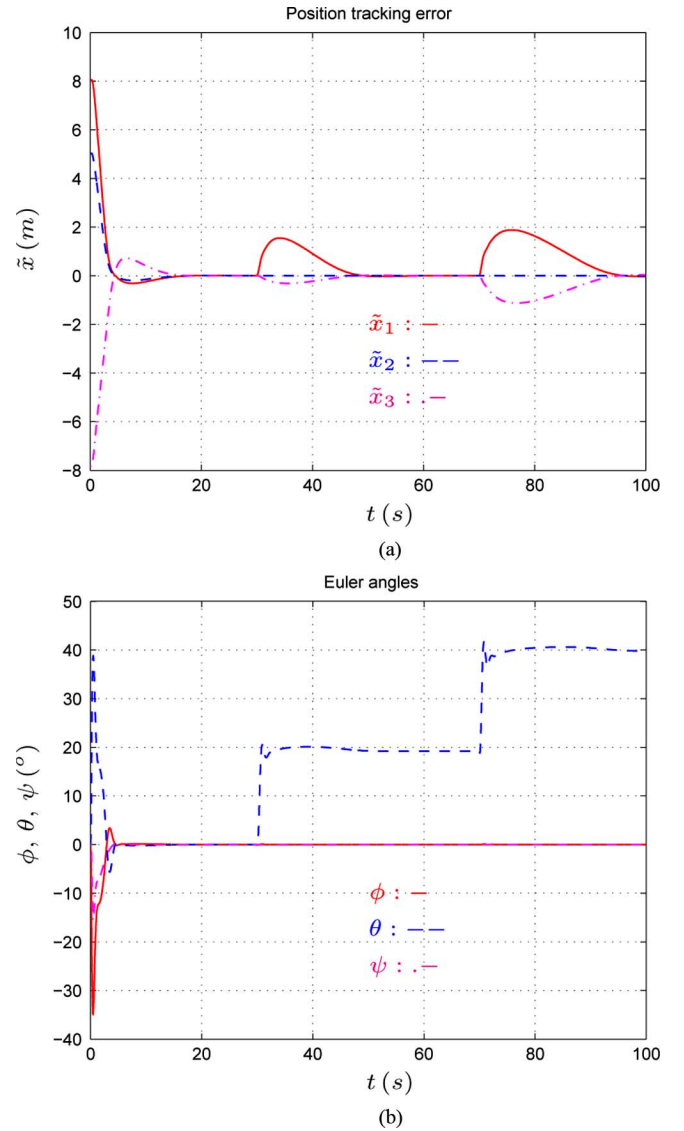 Position tracking error
10
8
6
4
2
0
−2
−4
−6
−8
x̃ (m)
x̃₁ : —
x̃₂ : — —
x̃₃ : .—
0 20 40 60 80 100
t (s)
(a)
Euler angles
50
40
30
20
10
0
−10
−20
−30
−40
ϕ, θ, ψ (°)
ϕ : —
θ : — —
ψ : .—
0 20 40 60 80 100
t (s)
(b)